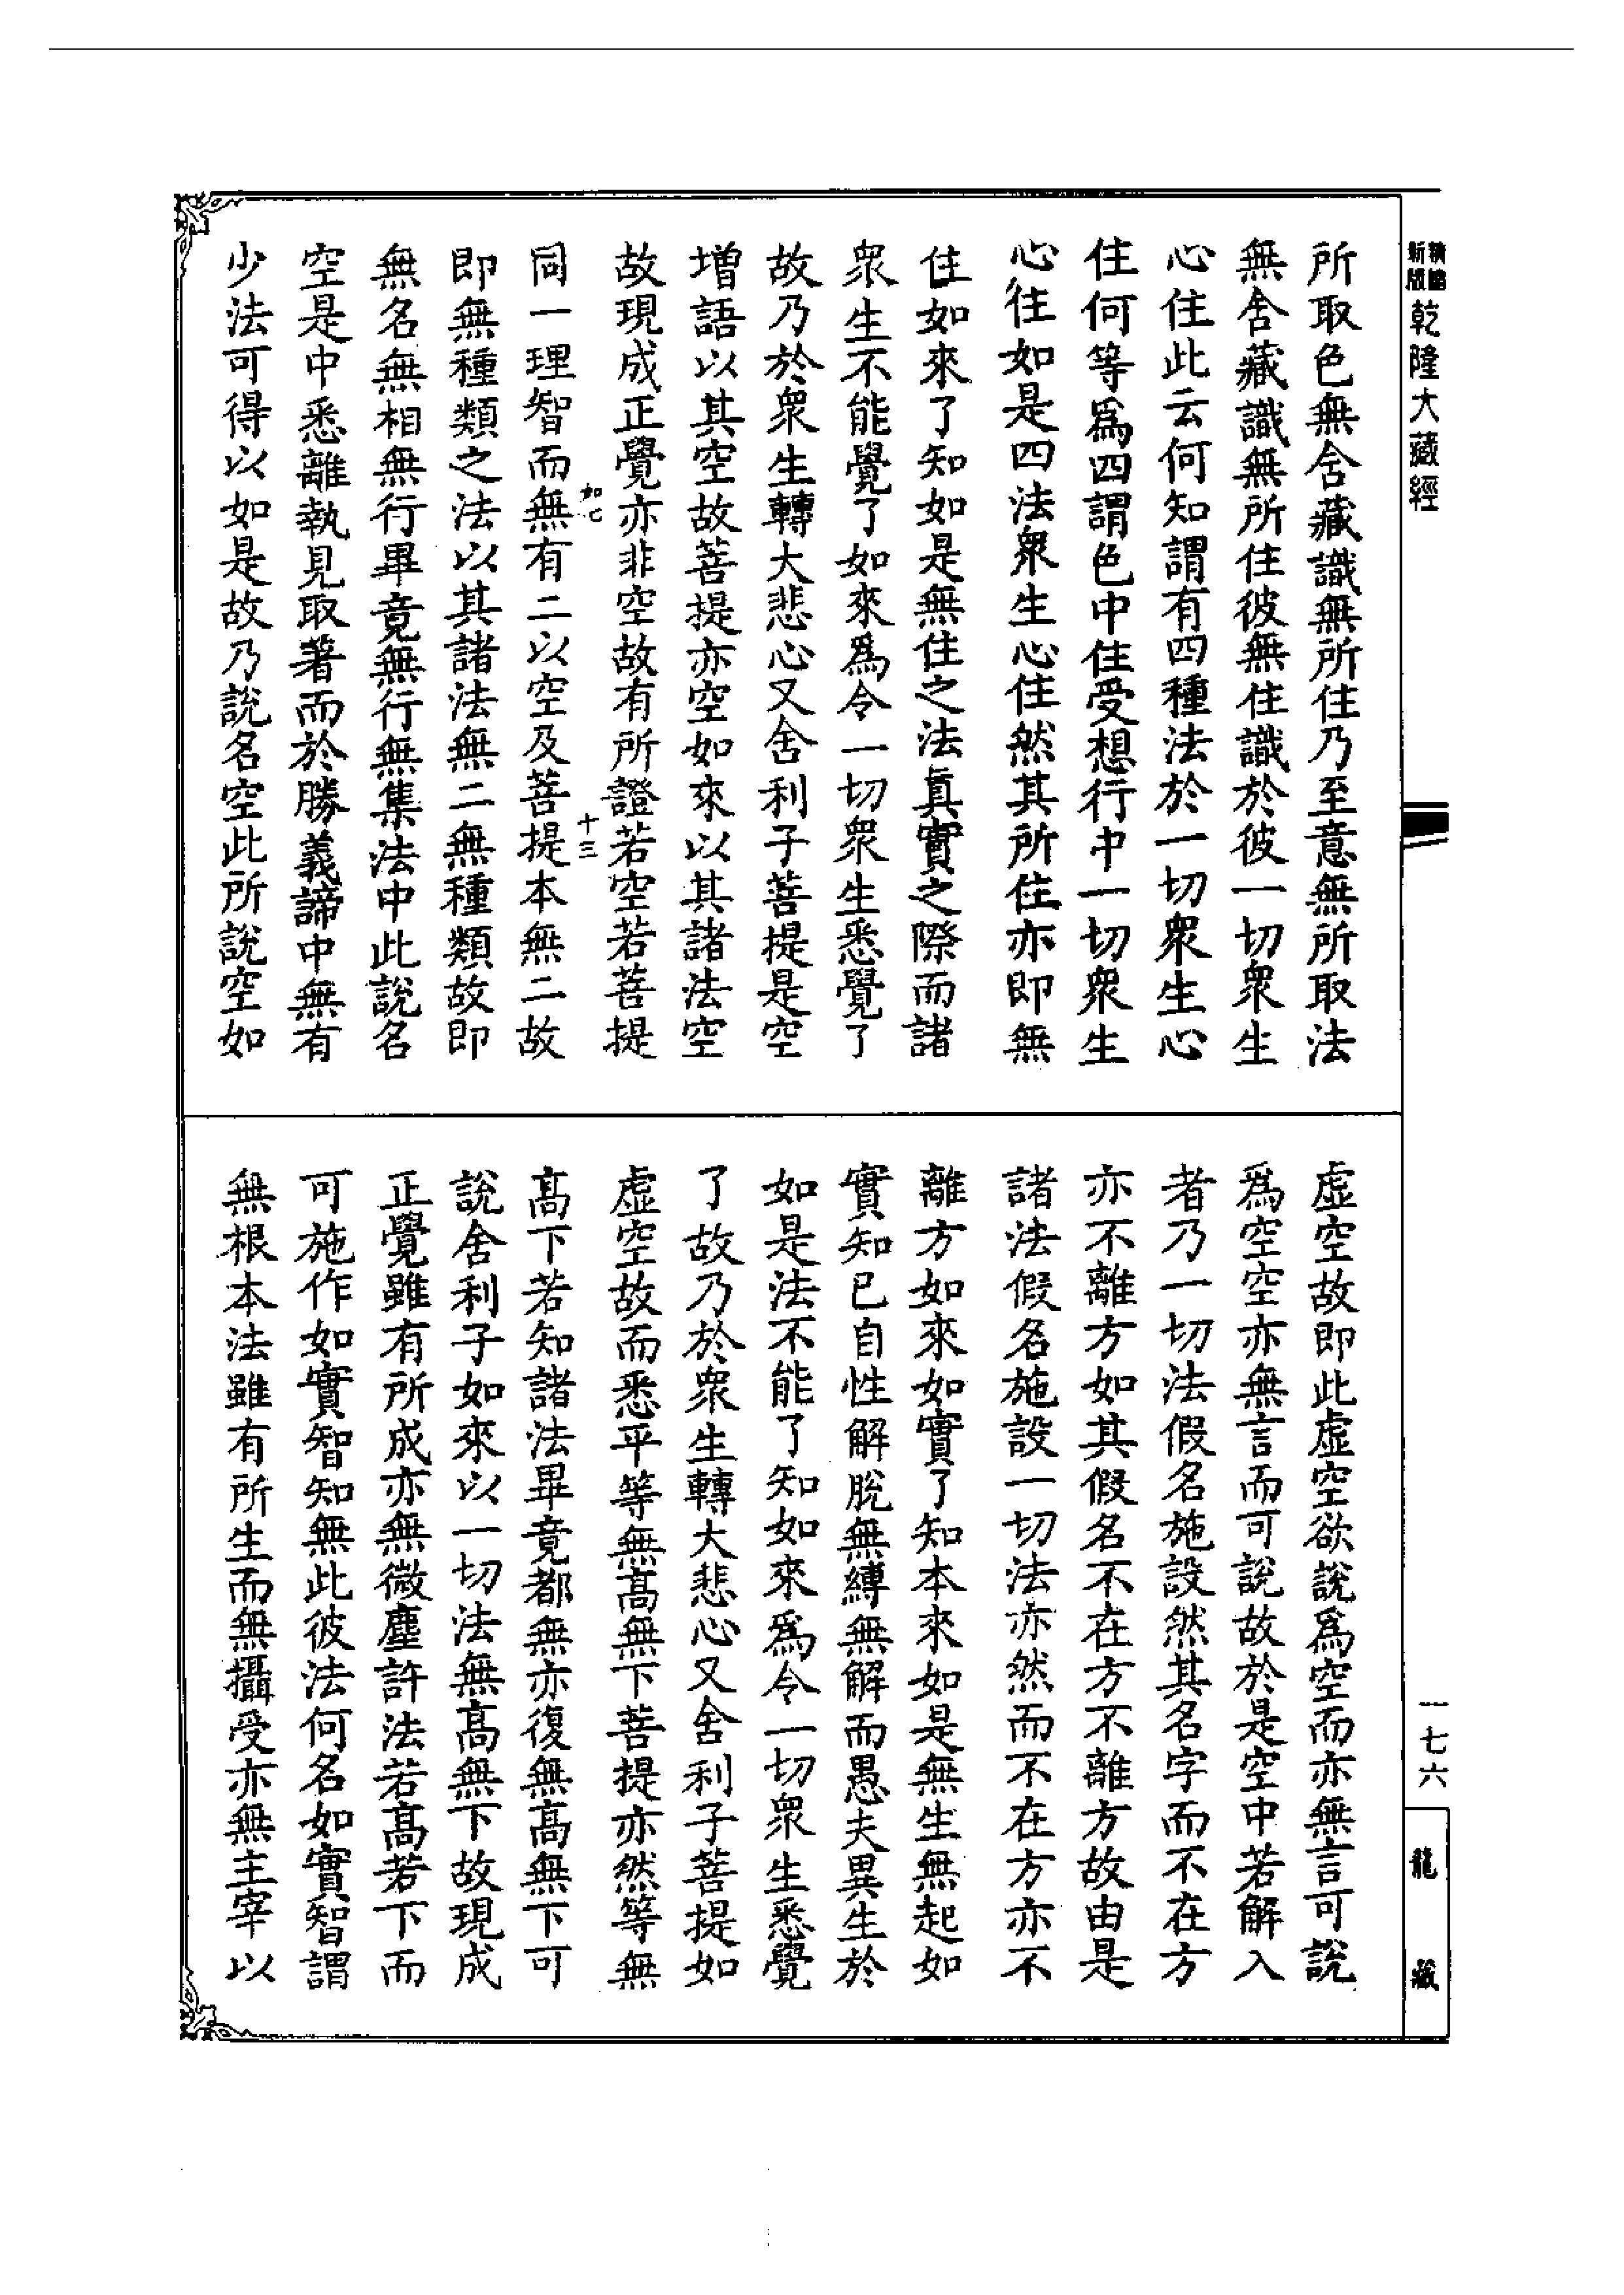 新版
精縮
乾隆大藏經
一七六
龍藏
所取色無舍藏識無所住乃至意無所取法
無舍藏識無所住彼無住識於彼一切眾生
心住此云何知謂有四種法於一切眾生心
住何等爲四謂色中住受想行中一切眾生
心住如是四法眾生心住然其所住亦即無
住如來了知如是無住之法真實之際而諸
眾生不能覺了如來爲令一切眾生悉覺了
故乃於眾生轉大悲心又舍利子菩提是空
增語以其空故菩提亦空如來以其諸法空
故現成正覺亦非空故有所證若空若菩提
如七
十三
同一理智而無有二以空及菩提本無二故
即無種類之法以其諸法無二無種類故即
無名無相無行畢竟無行無集法中此說名
空是中悉離執見取著而於勝義諦中無有
少法可得以如是故乃說名空此所說空如
虛空故即此虛空欲說爲空而亦無言可說
爲空空亦無言而可說故於是空中若解入
者乃一切法假名施設然其名字而不在方
亦不離方如其假名不在方不離方故由是
諸法假名施設一切法亦然而不在方亦不
離方如來如實了知本來如是無生無起如
實知已自性解脫無縛無解而愚夫異生於
如是法不能了知如來爲令一切眾生悉覺
了故乃於眾生轉大悲心又舍利子菩提如
虛空故而悉平等無高無下菩提亦然等無
高下若知諸法畢竟都無亦復無高無下可
說舍利子如來以一切法無高無下故現成
正覺雖有所成亦無微塵許法若高若下而
可施作如實智知無此彼法何名如實智謂
無根本法雖有所生而無攝受亦無主宰以